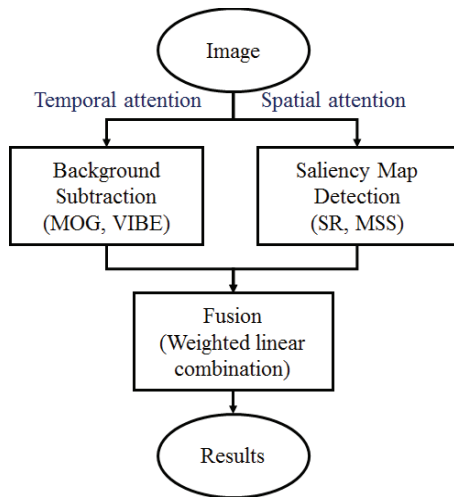 Image
Temporal attention
Spatial attention
Background
Subtraction
(MOG, VIBE)
Saliency Map
Detection
(SR, MSS)
Fusion
(Weighted linear
combination)
Results